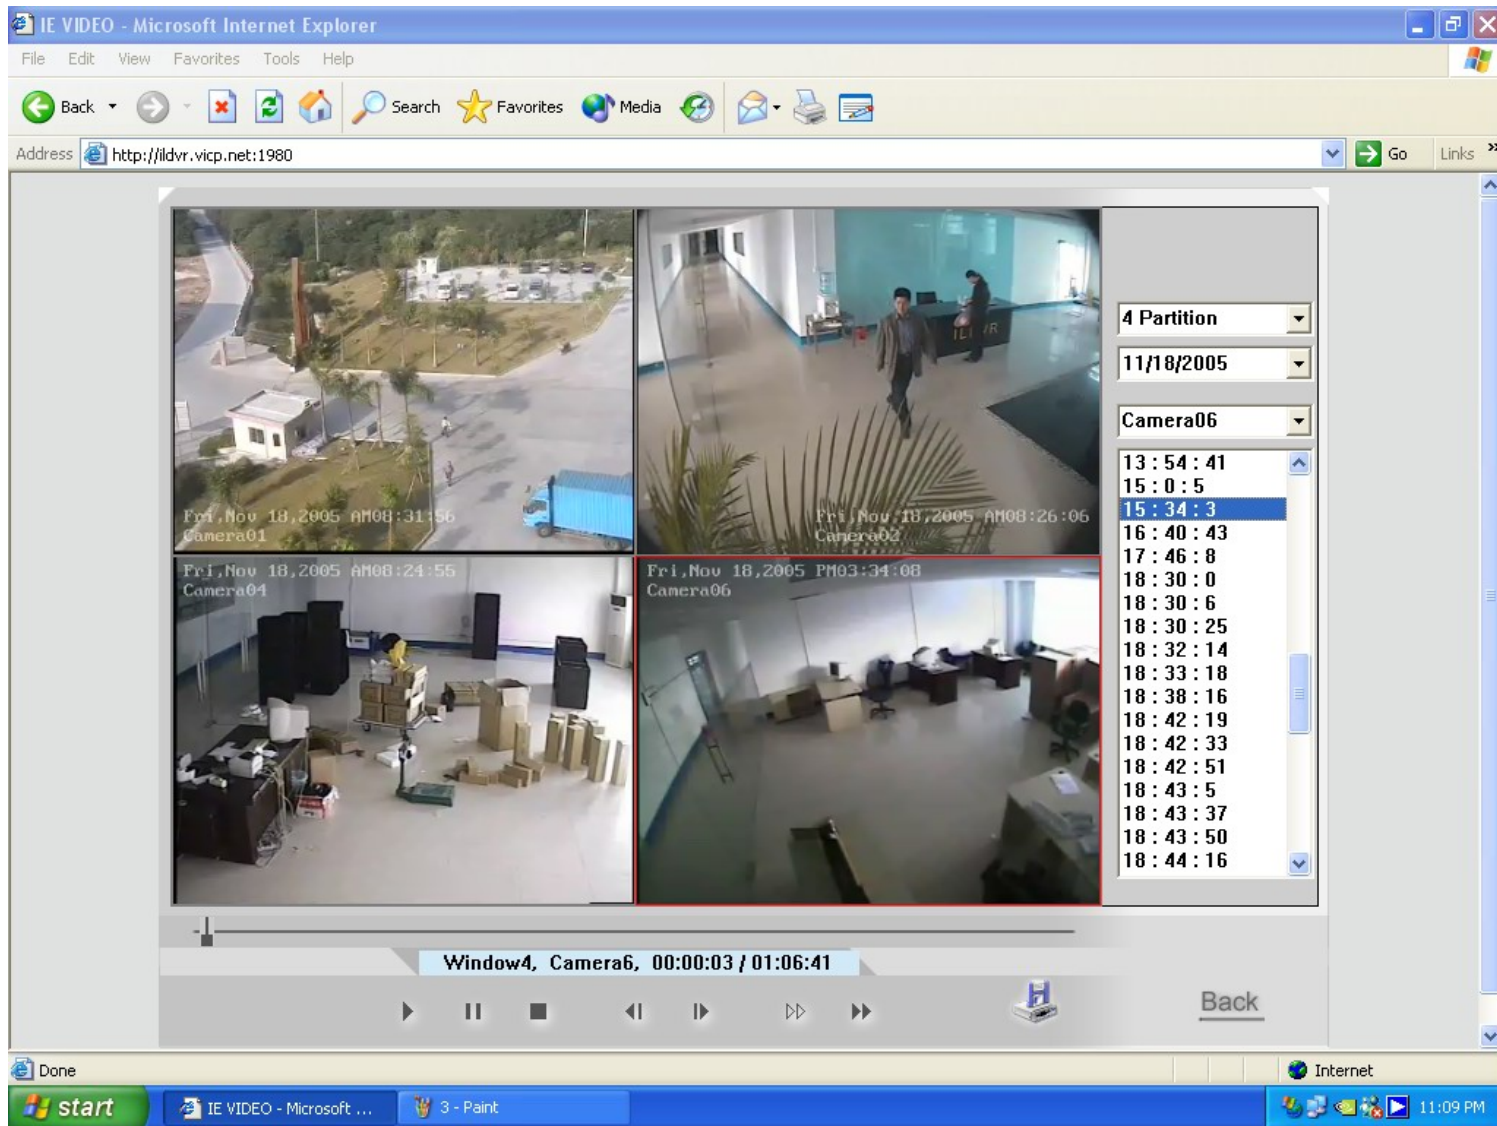 IE VIDEO - Microsoft Internet Explorer
File Edit View Favorites Tools Help
Back Search Favorites Media
Address http://ildvr.vicp.net:1980 Go Links »
Fri,Nov 18,2005 AM08:31:56
Camera01
ILDVR
Fri,Nov 18,2005 AM08:26:06
Camera02
Fri,Nov 18,2005 AM08:24:55
Camera04
Fri,Nov 18,2005 PM03:34:08
Camera06
4 Partition
11/18/2005
Camera06
13 : 54 : 41
15 : 0 : 5
15 : 34 : 3
16 : 40 : 43
17 : 46 : 8
18 : 30 : 0
18 : 30 : 6
18 : 30 : 25
18 : 32 : 14
18 : 33 : 18
18 : 38 : 16
18 : 42 : 19
18 : 42 : 33
18 : 42 : 51
18 : 43 : 5
18 : 43 : 37
18 : 43 : 50
18 : 44 : 16
Window4, Camera6, 00:00:03 / 01:06:41
Back
Done Internet
start IE VIDEO - Microsoft ... 3 - Paint 11:09 PM